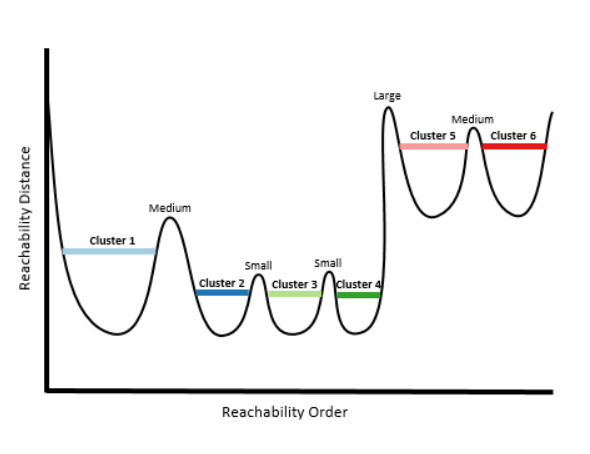 Large
Medium
Cluster 5
Cluster 6
Medium
Cluster 1
Small
Small
Cluster 2
Cluster 3
Cluster 4
Reachability Distance
Reachability Order